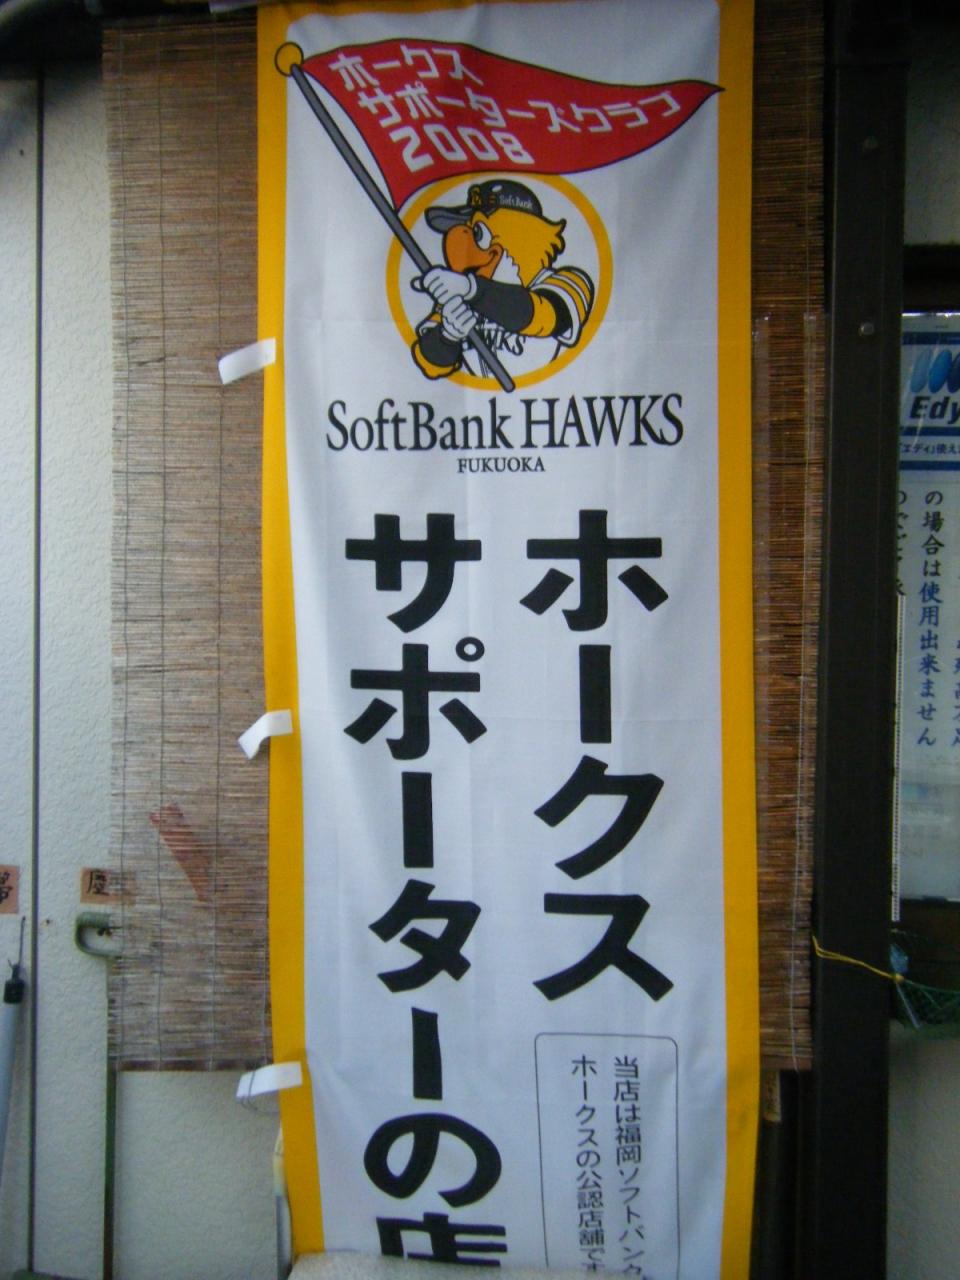 ホークス
サポーターズクラブ
2008
SoftBank
HAWKS
SoftBank HAWKS
FUKUOKA
ホークス
サポーターの店
当店は福岡ソフトバンク
ホークスの公認店舗です
Edy
の場合は使用出来ません
屋